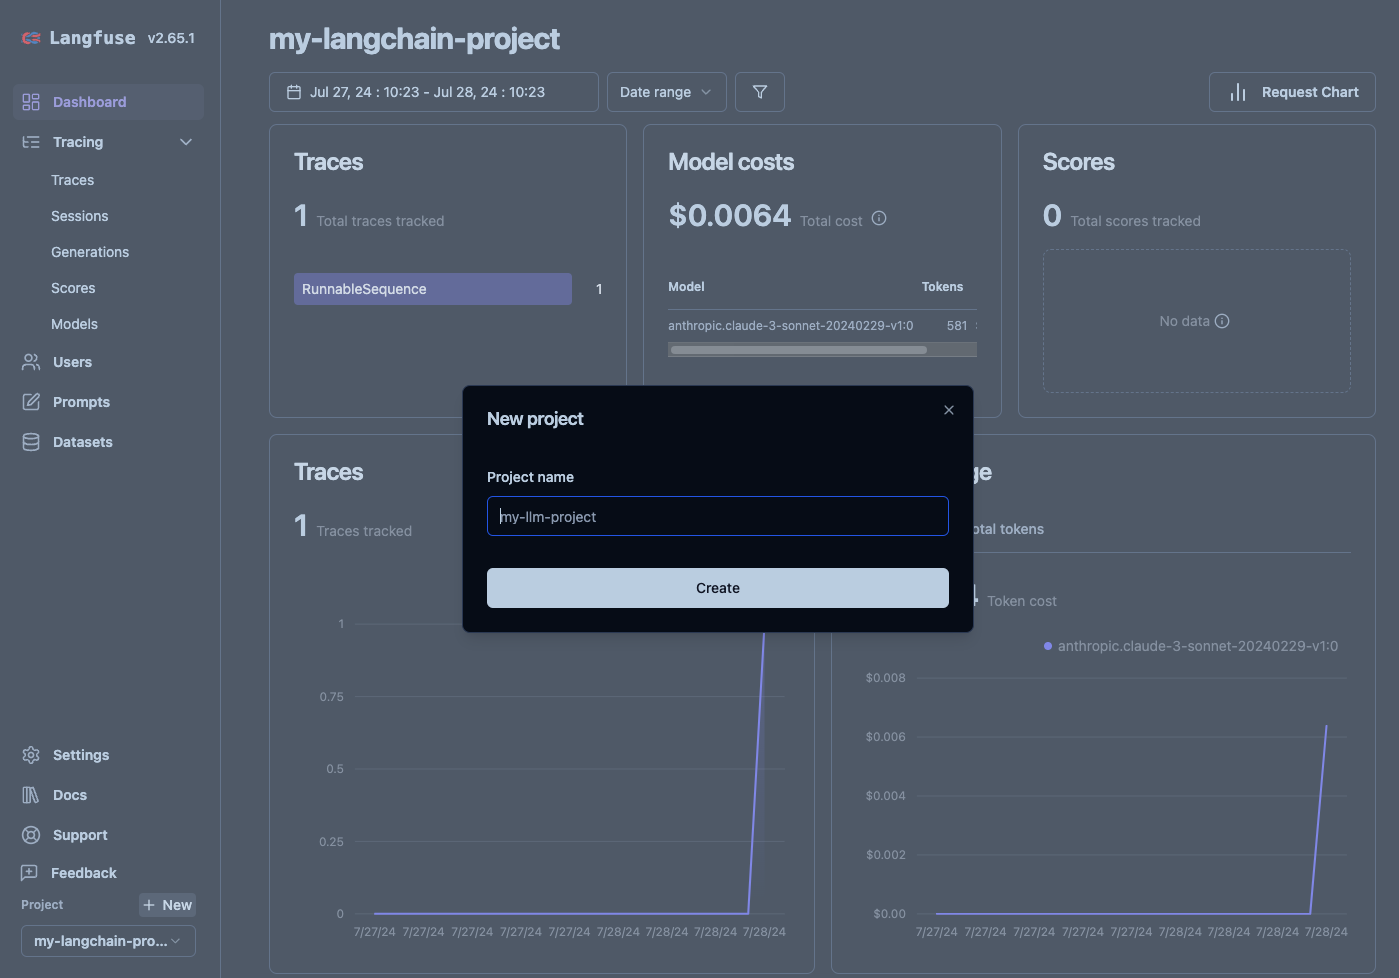 Langfuse v2.65.1
Dashboard
Tracing
Traces
Sessions
Generations
Scores
Models
Users
Prompts
Datasets
Settings
Docs
Support
Feedback
Project
+ New
my-langchain-pro...
my-langchain-project
Jul 27, 24 : 10:23 - Jul 28, 24 : 10:23
Date range
Request Chart
Traces
1 Total traces tracked
RunnableSequence 1
Model costs
$0.0064 Total cost
Model Tokens
anthropic.claude-3-sonnet-20240229-v1:0 581
Scores
0 Total scores tracked
No data
New project
Project name
my-llm-project
Create
Traces
1 Traces tracked
1
0.75
0.5
0.25
0
7/27/24 7/27/24 7/27/24 7/27/24 7/27/24 7/28/24 7/28/24 7/28/24 7/28/24
tokens
Token cost
anthropic.claude-3-sonnet-20240229-v1:0
$0.008
$0.006
$0.004
$0.002
$0.00
7/27/24 7/27/24 7/27/24 7/27/24 7/27/24 7/28/24 7/28/24 7/28/24 7/28/24